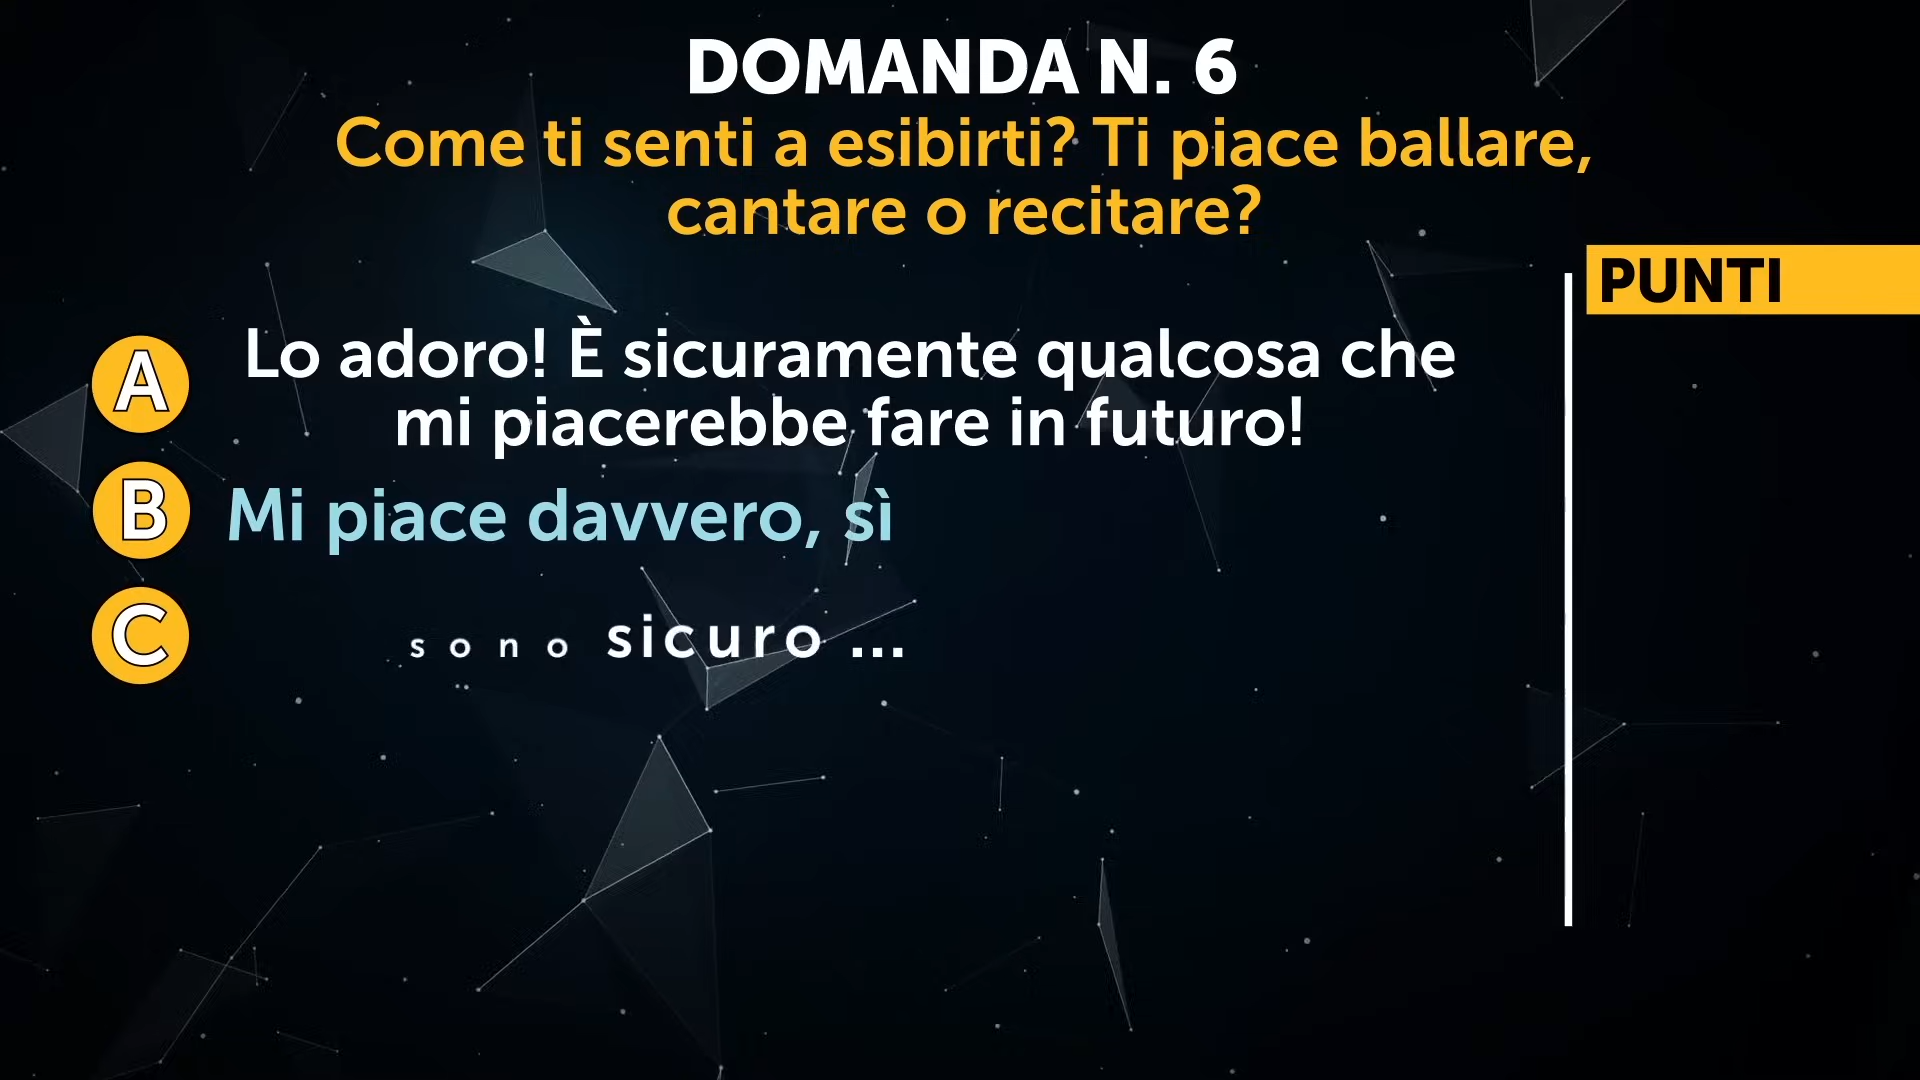 DOMANDA N. 6
Come ti senti a esibirti? Ti piace ballare,
cantare o recitare?
PUNTI
A Lo adoro! È sicuramente qualcosa che
mi piacerebbe fare in futuro!
B Mi piace davvero, sì
C sono sicuro ...